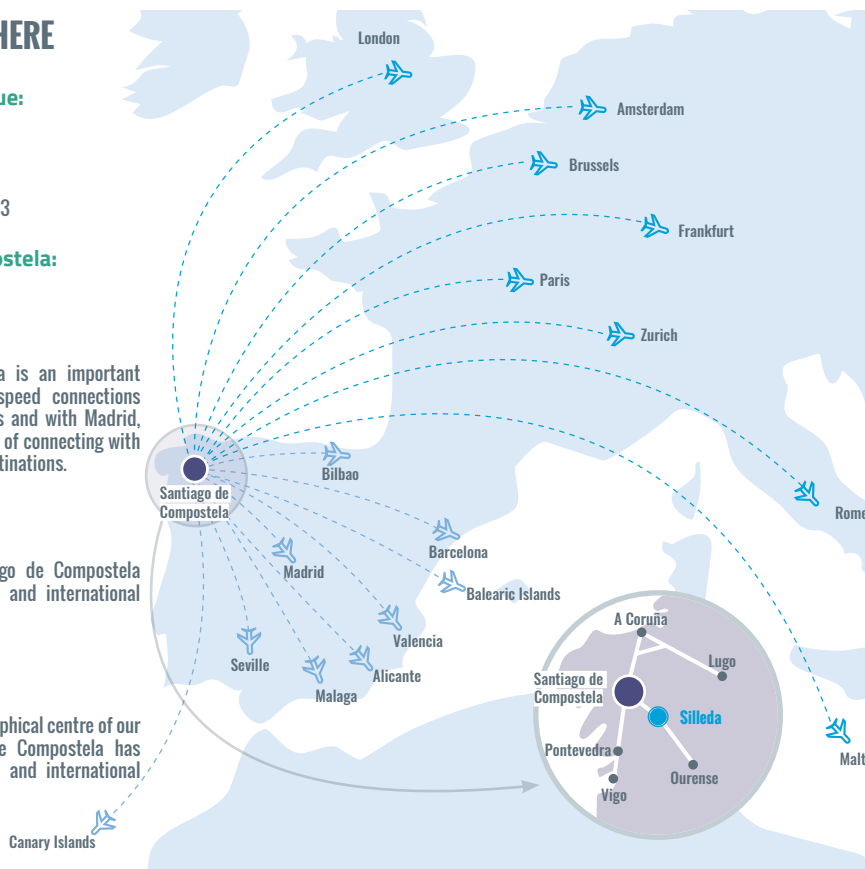 HERE
ue:
3
ostela:
a is an important
speed connections
s and with Madrid,
of connecting with
tinations.
go de Compostela
and international
phical centre of our
e Compostela has
and international
London
Amsterdam
Brussels
Frankfurt
Paris
Zurich
Rome
Malt
Bilbao
Santiago de
Compostela
Barcelona
Madrid
Balearic Islands
Valencia
Seville
Alicante
Malaga
Canary Islands
A Coruña
Lugo
Santiago de
Compostela
Silleda
Pontevedra
Ourense
Vigo